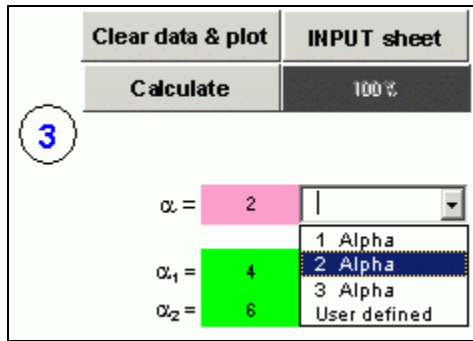 Clear data & plot INPUT sheet
Calculate 100 %
3
α = 2
1 Alpha
α₁ = 4 2 Alpha
3 Alpha
α₂ = 6 User defined